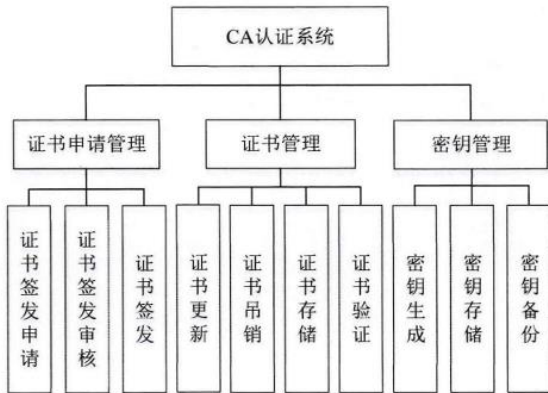 CA认证系统
证书申请管理
证书管理
密钥管理
证书签发申请
证书签发审核
证书签发
证书更新
证书吊销
证书存储
证书验证
密钥生成
密钥存储
密钥备份